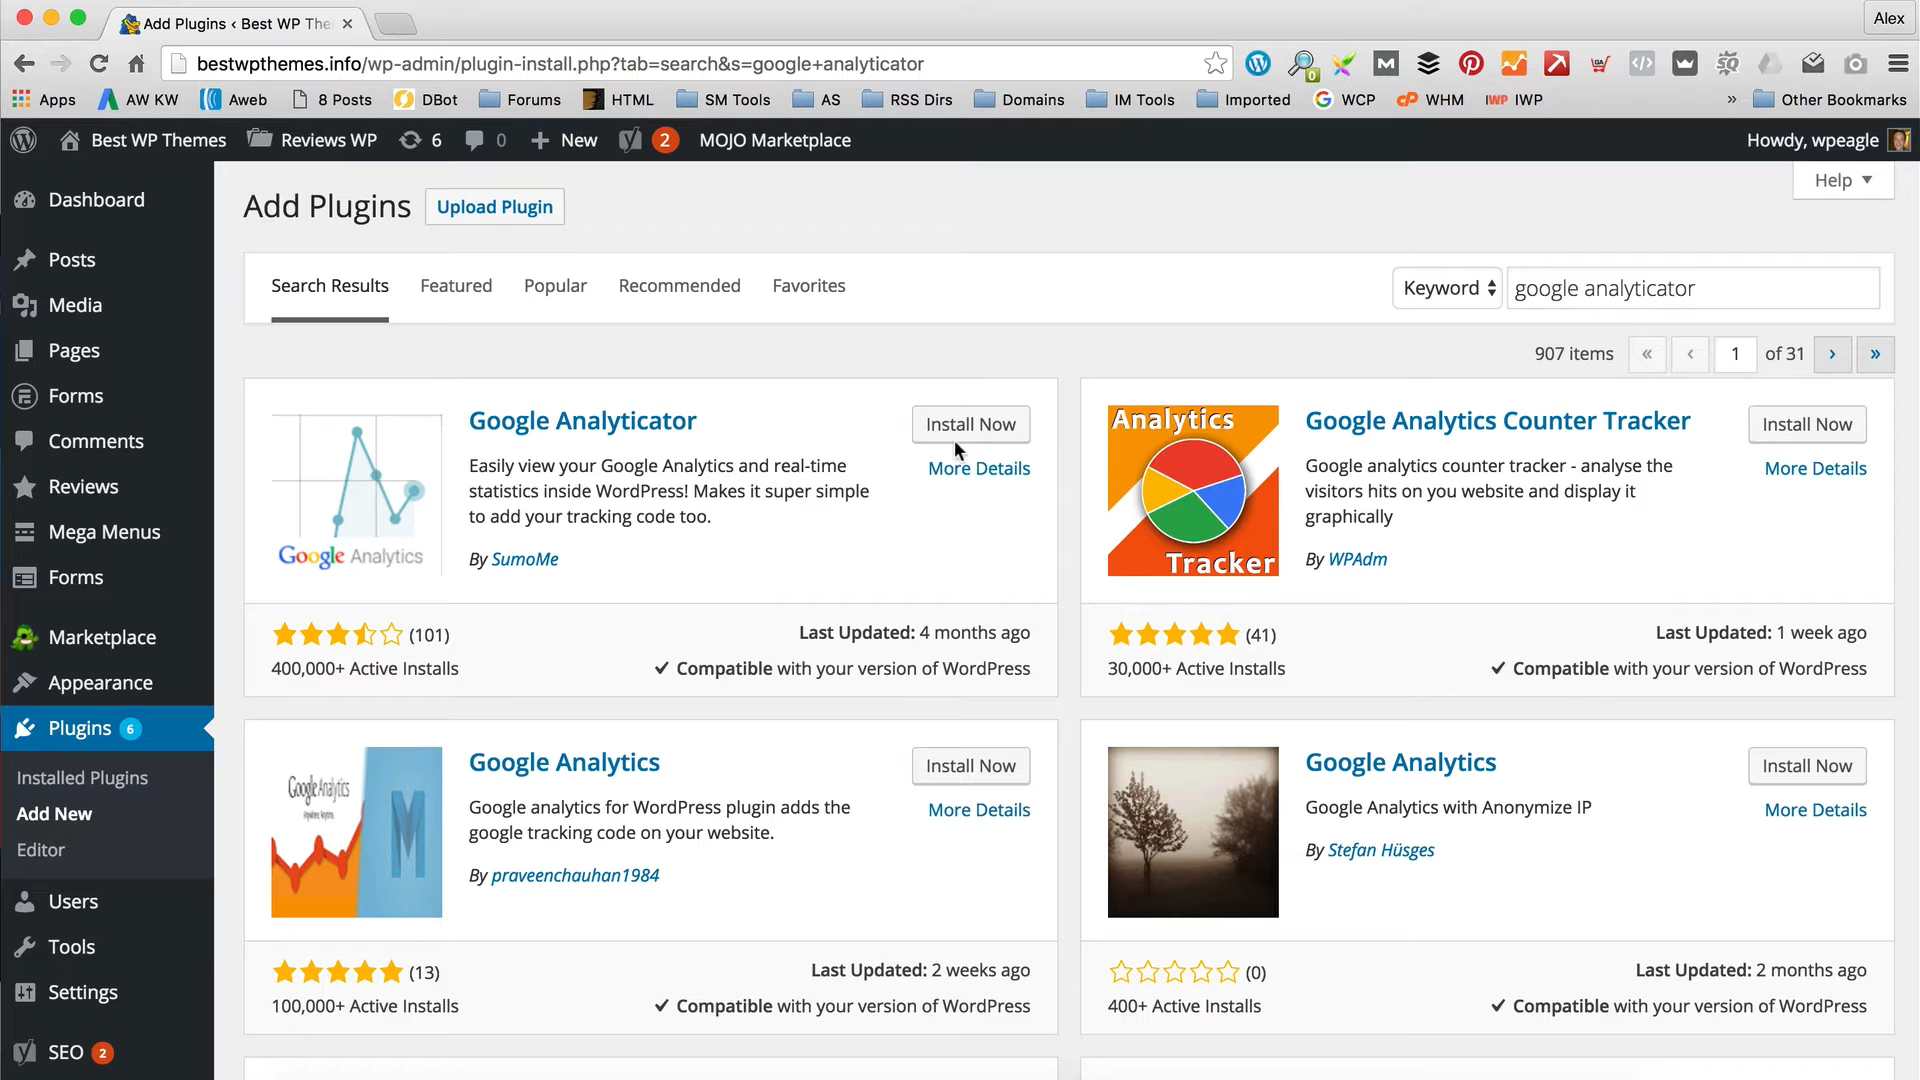 Add Plugins ‹ Best WP The
Alex
bestwpthemes.info/wp-admin/plugin-install.php?tab=search&s=google+analyticator
Apps AW KW Aweb 8 Posts DBot Forums HTML SM Tools AS RSS Dirs Domains IM Tools Imported WCP WHM IWP » Other Bookmarks
Best WP Themes Reviews WP 6 0 New 2 MOJO Marketplace Howdy, wpeagle
Help
Add Plugins Upload Plugin
Dashboard
Posts
Media
Pages
Forms
Comments
Reviews
Mega Menus
Forms
Marketplace
Appearance
Plugins 6
Installed Plugins
Add New
Editor
Users
Tools
Settings
SEO 2
Search Results Featured Popular Recommended Favorites Keyword google analyticator
907 items « ‹ 1 of 31 › »
Google Analytics
Google Analyticator
Install Now
More Details
Easily view your Google Analytics and real-time
statistics inside WordPress! Makes it super simple
to add your tracking code too.
By SumoMe
(101)
400,000+ Active Installs
Last Updated: 4 months ago
Compatible with your version of WordPress
Analytics
Tracker
Google Analytics Counter Tracker
Install Now
More Details
Google analytics counter tracker - analyse the
visitors hits on you website and display it
graphically
By WPAdm
(41)
30,000+ Active Installs
Last Updated: 1 week ago
Compatible with your version of WordPress
Google Analytics
M
Google Analytics
Install Now
More Details
Google analytics for WordPress plugin adds the
google tracking code on your website.
By praveenchauhan1984
(13)
100,000+ Active Installs
Last Updated: 2 weeks ago
Compatible with your version of WordPress
Google Analytics
Install Now
More Details
Google Analytics with Anonymize IP
By Stefan Hüsges
(0)
400+ Active Installs
Last Updated: 2 months ago
Compatible with your version of WordPress